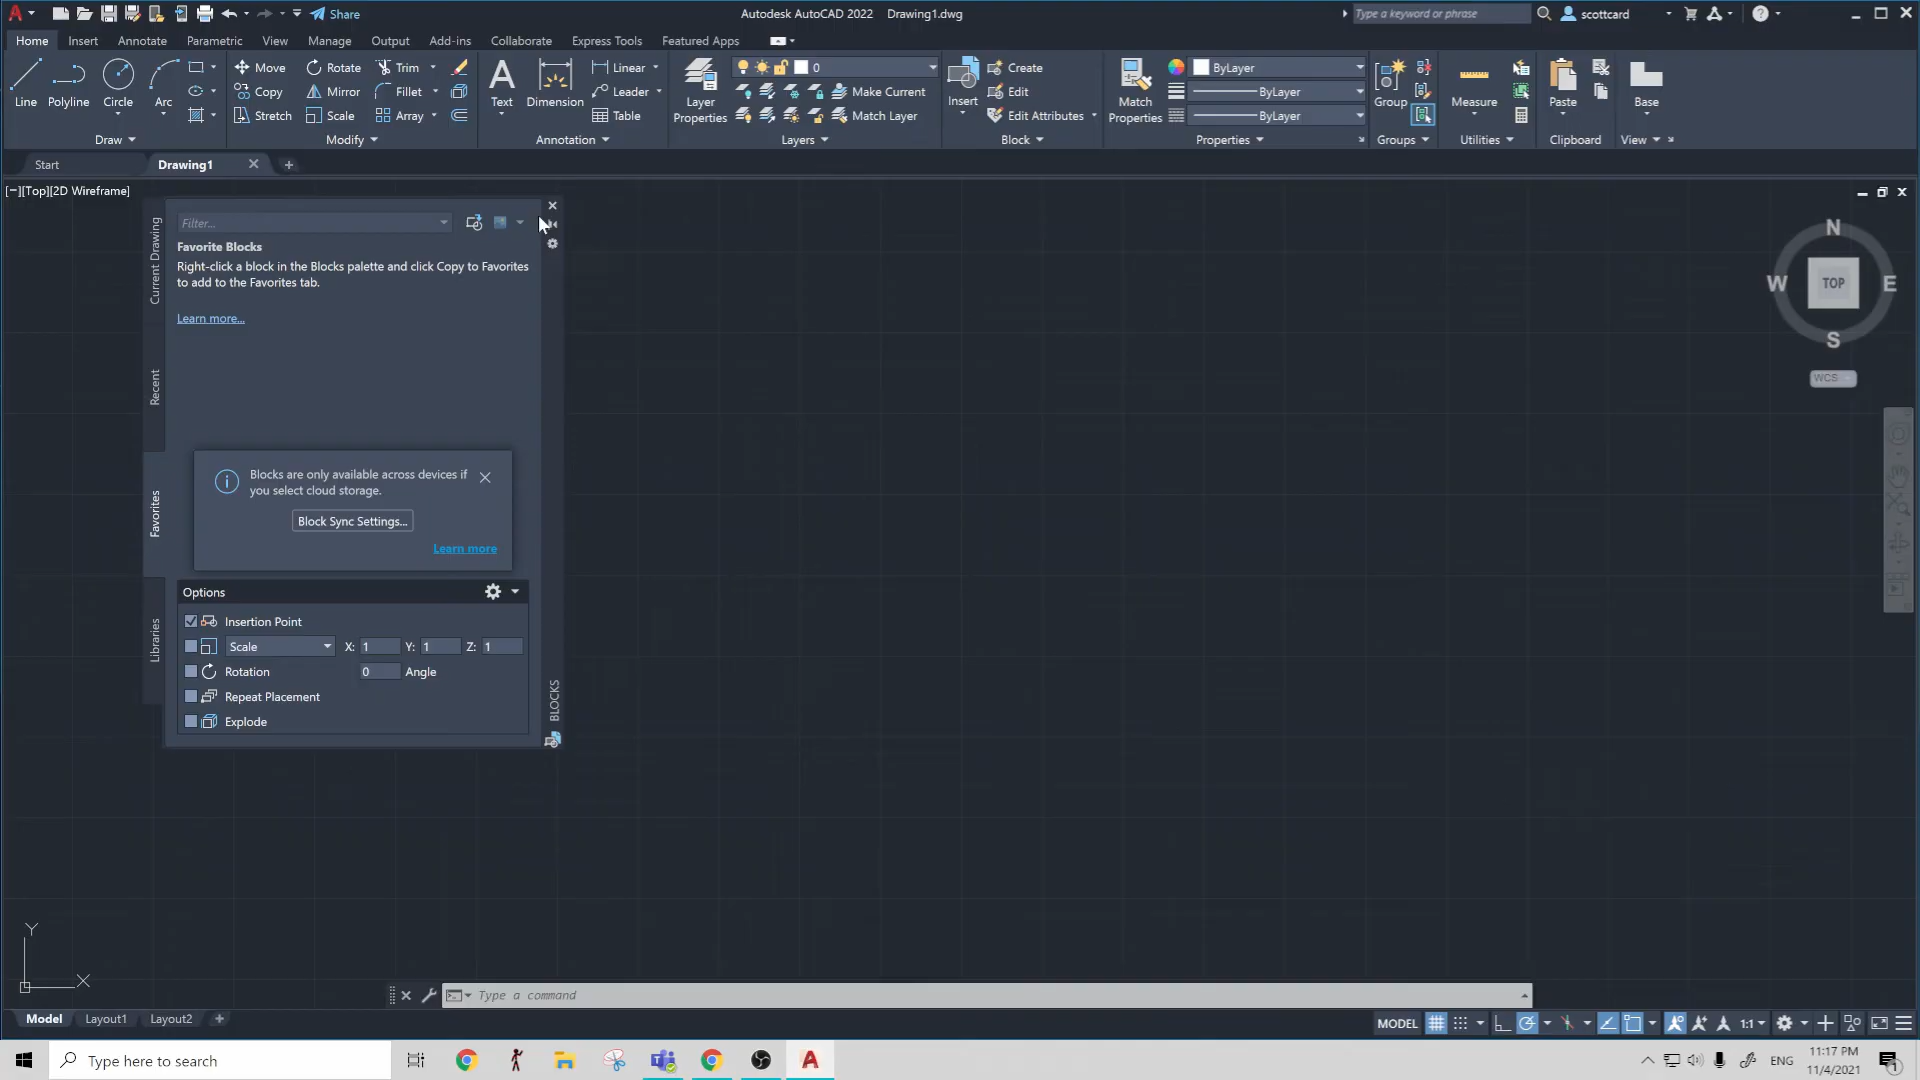 Share
Autodesk AutoCAD 2022 Drawing1.dwg
Type a keyword or phrase
scottcard
Home Insert Annotate Parametric View Manage Output Add-ins Collaborate Express Tools Featured Apps
Line
Polyline
Circle
Arc
Draw
Move
Rotate
Trim
Copy
Mirror
Fillet
Stretch
Scale
Array
Modify
Text
Dimension
Linear
Leader
Table
Annotation
Layer
Properties
0
Make Current
Match Layer
Layers
Insert
Create
Edit
Edit Attributes
Block
Match
Properties
ByLayer
ByLayer
ByLayer
Properties
Group
Groups
Measure
Utilities
Paste
Clipboard
Base
View
Start
Drawing1
[−][Top][2D Wireframe]
Current Drawing
Recent
Favorites
Libraries
Filter...
Favorite Blocks
Right-click a block in the Blocks palette and click Copy to Favorites
to add to the Favorites tab.
Learn more...
Blocks are only available across devices if
you select cloud storage.
Block Sync Settings...
Learn more
Options
Insertion Point
Scale X: 1 Y: 1 Z: 1
Rotation 0 Angle
Repeat Placement
Explode
BLOCKS
N
W TOP E
S
WCS
Y
X
Type a command
Model Layout1 Layout2
MODEL
1:1
Type here to search
ENG
11:17 PM
11/4/2021
1